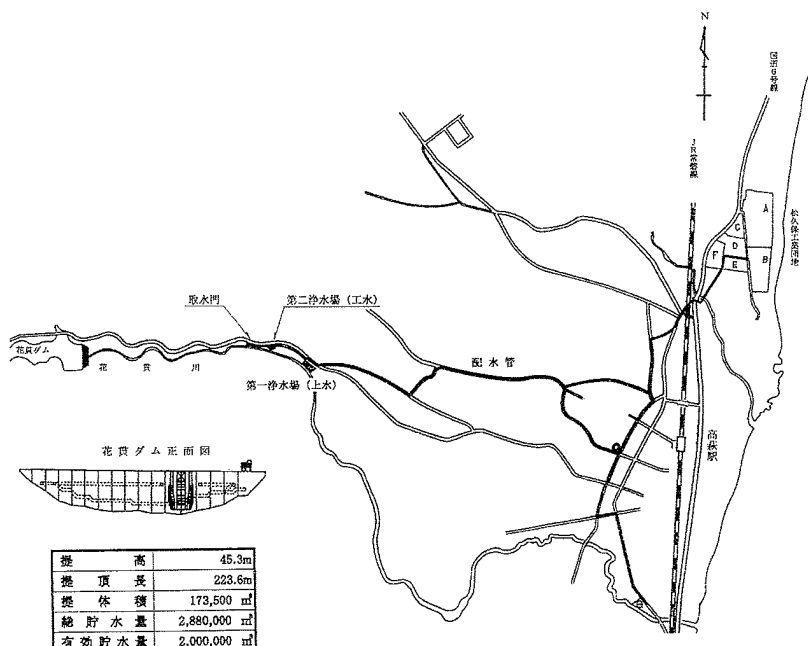 N
国道6号線
JR常磐線
松久保工業団地
A
C
D
F
E
B
取水門
第二浄水場(工水)
花貫ダム
花貫川
第一浄水場(上水)
配水管
高萩駅
花貫ダム正面図
提高 45.3m
提頂長 223.6m
提体積 173,500 ㎥
総貯水量 2,880,000 ㎥
有効貯水量 2,000,000 ㎥